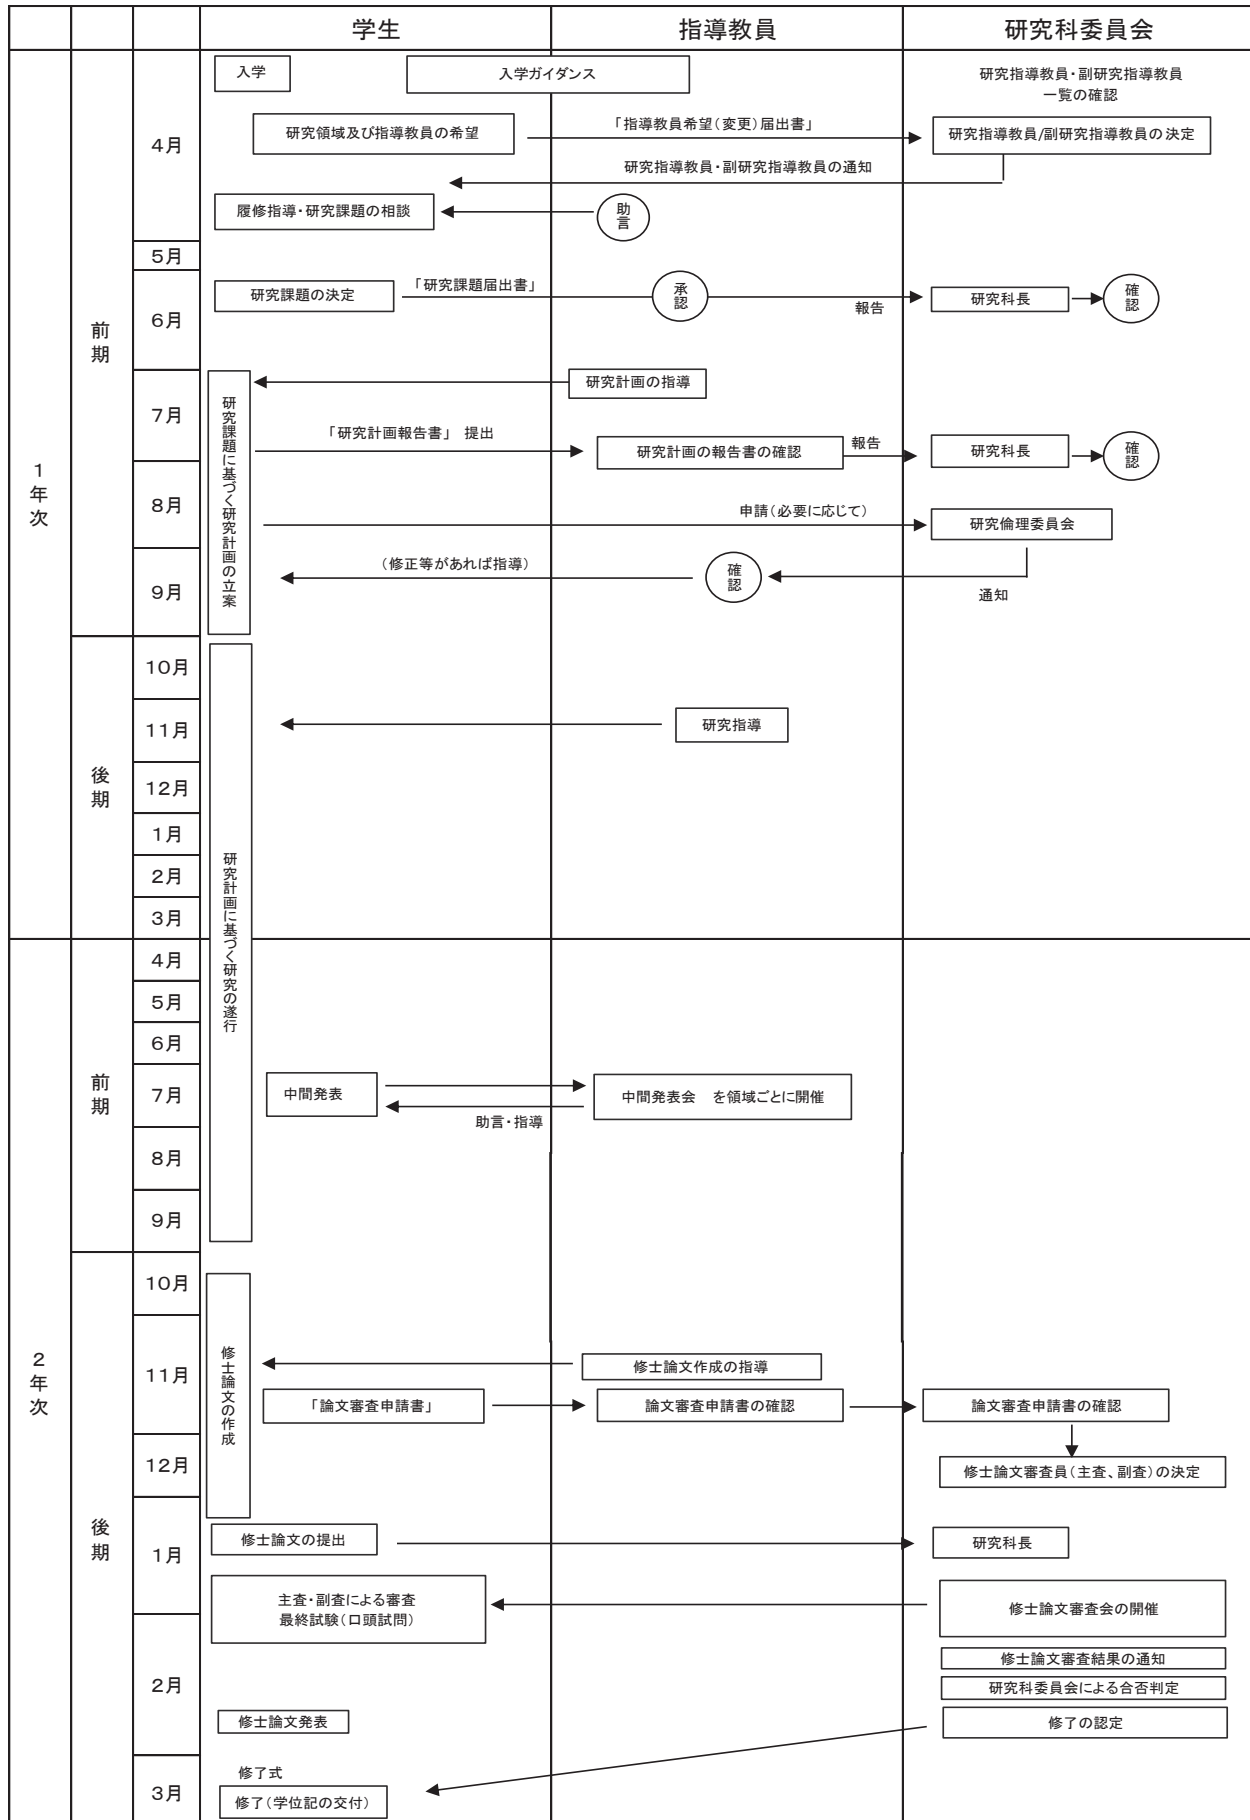 学生　指導教員　研究科委員会
1年次
前期
4月
入学
入学ガイダンス
研究指導教員・副研究指導教員
一覧の確認
研究領域及び指導教員の希望
「指導教員希望(変更)届出書」
研究指導教員/副研究指導教員の決定
研究指導教員・副研究指導教員の通知
履修指導・研究課題の相談
助言
5月
6月
研究課題の決定
「研究課題届出書」
承認
報告
研究科長
確認
7月
研究課題に基づく研究計画の立案
研究計画の指導
「研究計画報告書」 提出
研究計画の報告書の確認
報告
研究科長
確認
8月
申請(必要に応じて)
研究倫理委員会
9月
(修正等があれば指導)
確認
通知
後期
10月
研究計画に基づく研究の遂行
11月
研究指導
12月
1月
2月
3月
2年次
前期
4月
5月
6月
7月
中間発表
中間発表会　を領域ごとに開催
助言・指導
8月
9月
後期
10月
修士論文の作成
11月
修士論文作成の指導
「論文審査申請書」
論文審査申請書の確認
論文審査申請書の確認
12月
修士論文審査員(主査、副査)の決定
1月
修士論文の提出
研究科長
主査・副査による審査
最終試験(口頭試問)
修士論文審査会の開催
2月
修士論文審査結果の通知
研究科委員会による合否判定
修士論文発表
修了の認定
3月
修了式
修了(学位記の交付)